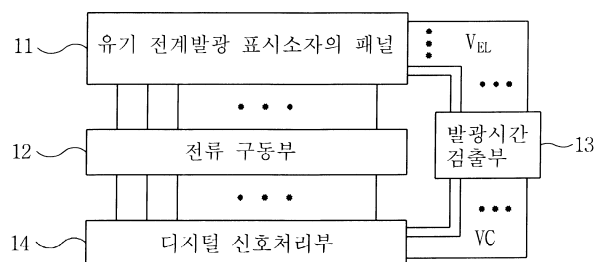 11
유기 전계발광 표시소자의 패널
V_EL
12
전류 구동부
발광시간
검출부
13
14
디지털 신호처리부
VC